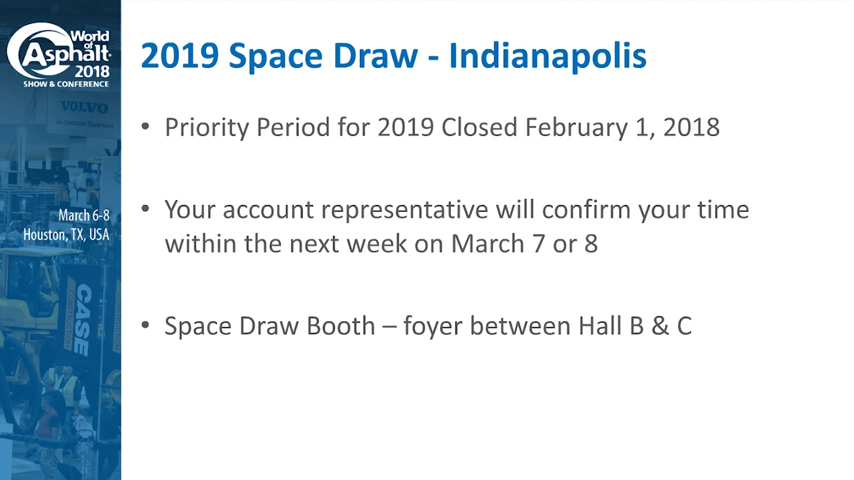 World
of
Asphalt
2018
SHOW & CONFERENCE
VOLVO
March 6-8
Houston, TX, USA
CASE
2019 Space Draw - Indianapolis
• Priority Period for 2019 Closed February 1, 2018
• Your account representative will confirm your time
within the next week on March 7 or 8
• Space Draw Booth – foyer between Hall B & C